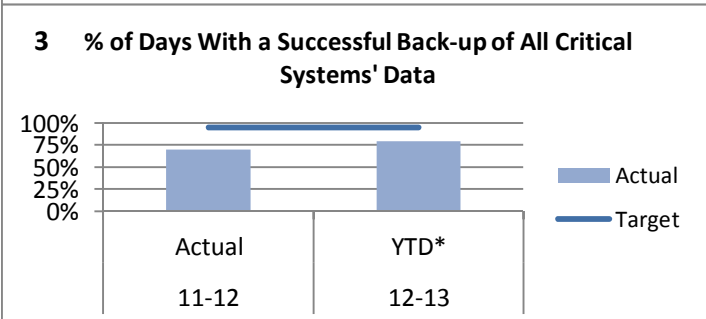 3 % of Days With a Successful Back-up of All Critical
Systems' Data
100%
75%
50%
25%
0%
Actual
Target
Actual YTD*
11-12 12-13